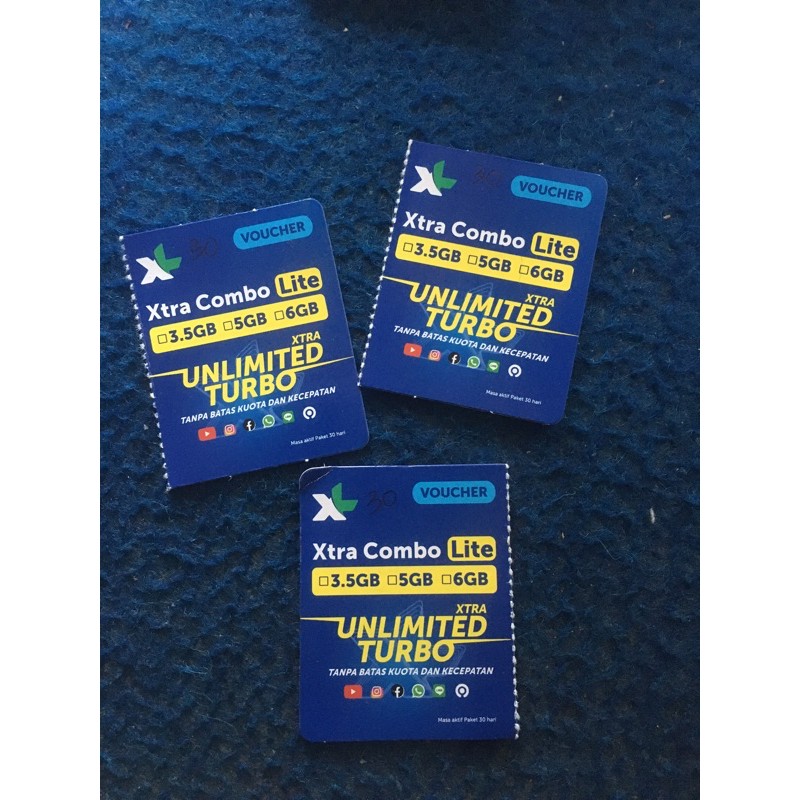 XL 30 VOUCHER
Xtra Combo Lite
□3.5GB □5GB □6GB
XTRA
UNLIMITED
TURBO
TANPA BATAS KUOTA DAN KECEPATAN
Masa aktif Paket 30 hari
XL 30 VOUCHER
Xtra Combo Lite
□3.5GB □5GB □6GB
XTRA
UNLIMITED
TURBO
TANPA BATAS KUOTA DAN KECEPATAN
Masa aktif Paket 30 hari
XL 30 VOUCHER
Xtra Combo Lite
□3.5GB □5GB □6GB
XTRA
UNLIMITED
TURBO
TANPA BATAS KUOTA DAN KECEPATAN
Masa aktif Paket 30 hari